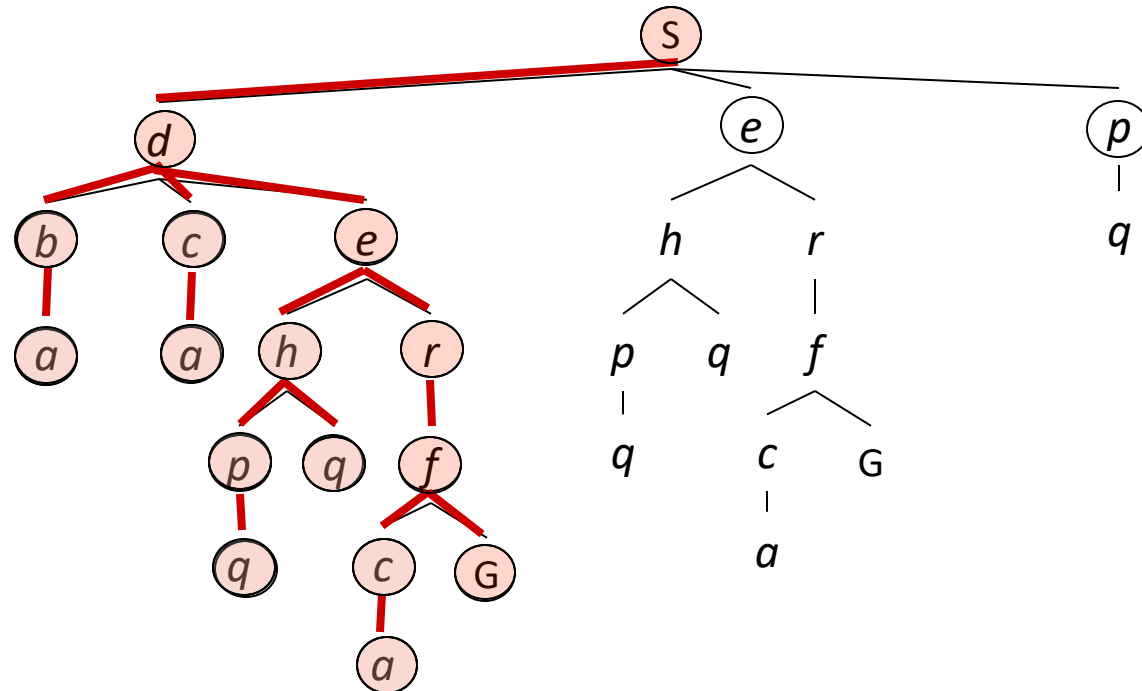 S
d e p
b c e h r q
a a h r p q f
p q f q c G
q c G a
a